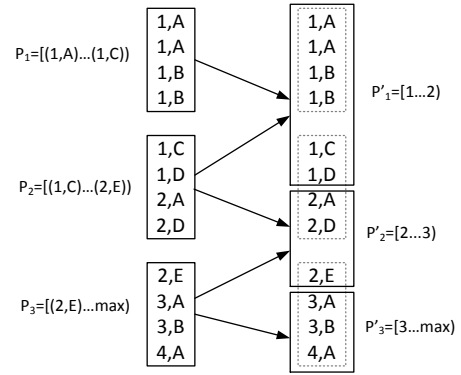 P₁=[(1,A)...(1,C))
1,A
1,A
1,B
1,B
P₂=[(1,C)...(2,E))
1,C
1,D
2,A
2,D
P₃=[(2,E)...max)
2,E
3,A
3,B
4,A
1,A
1,A
1,B
1,B
1,C
1,D
P'₁=[1...2)
2,A
2,D
2,E
P'₂=[2...3)
3,A
3,B
4,A
P'₃=[3...max)